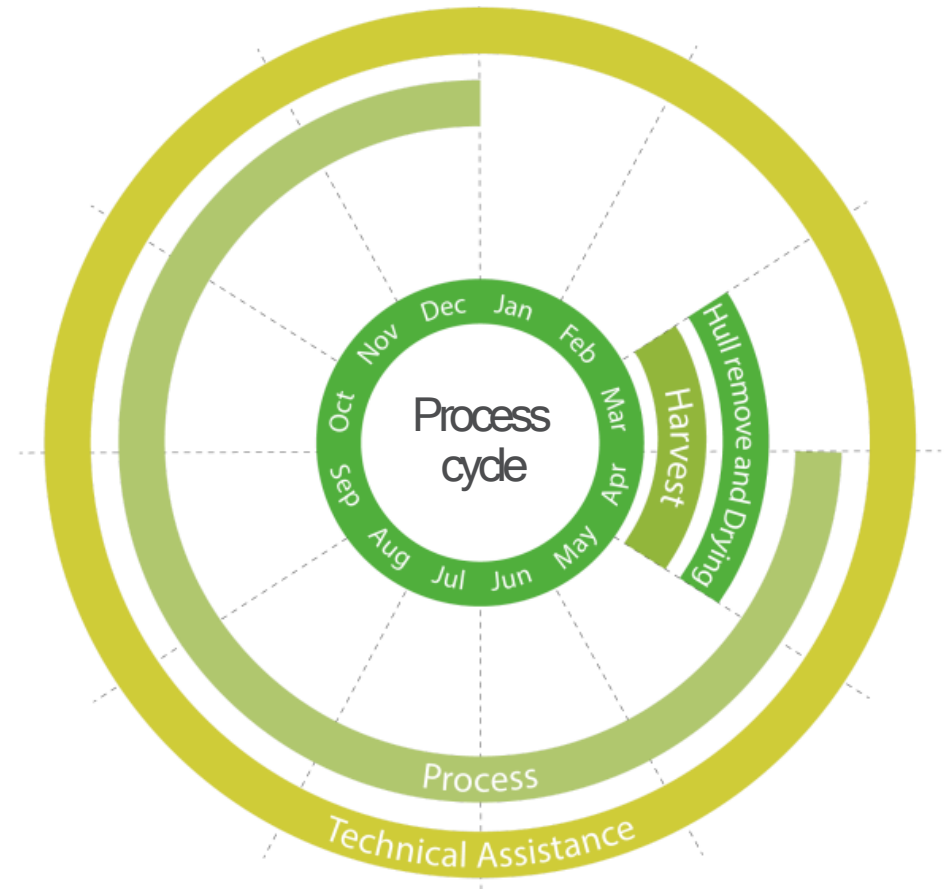 Process
cycle
Jan
Feb
Mar
Apr
May
Jun
Jul
Aug
Sep
Oct
Nov
Dec
Harvest
Hull remove and Drying
Process
Technical Assistance